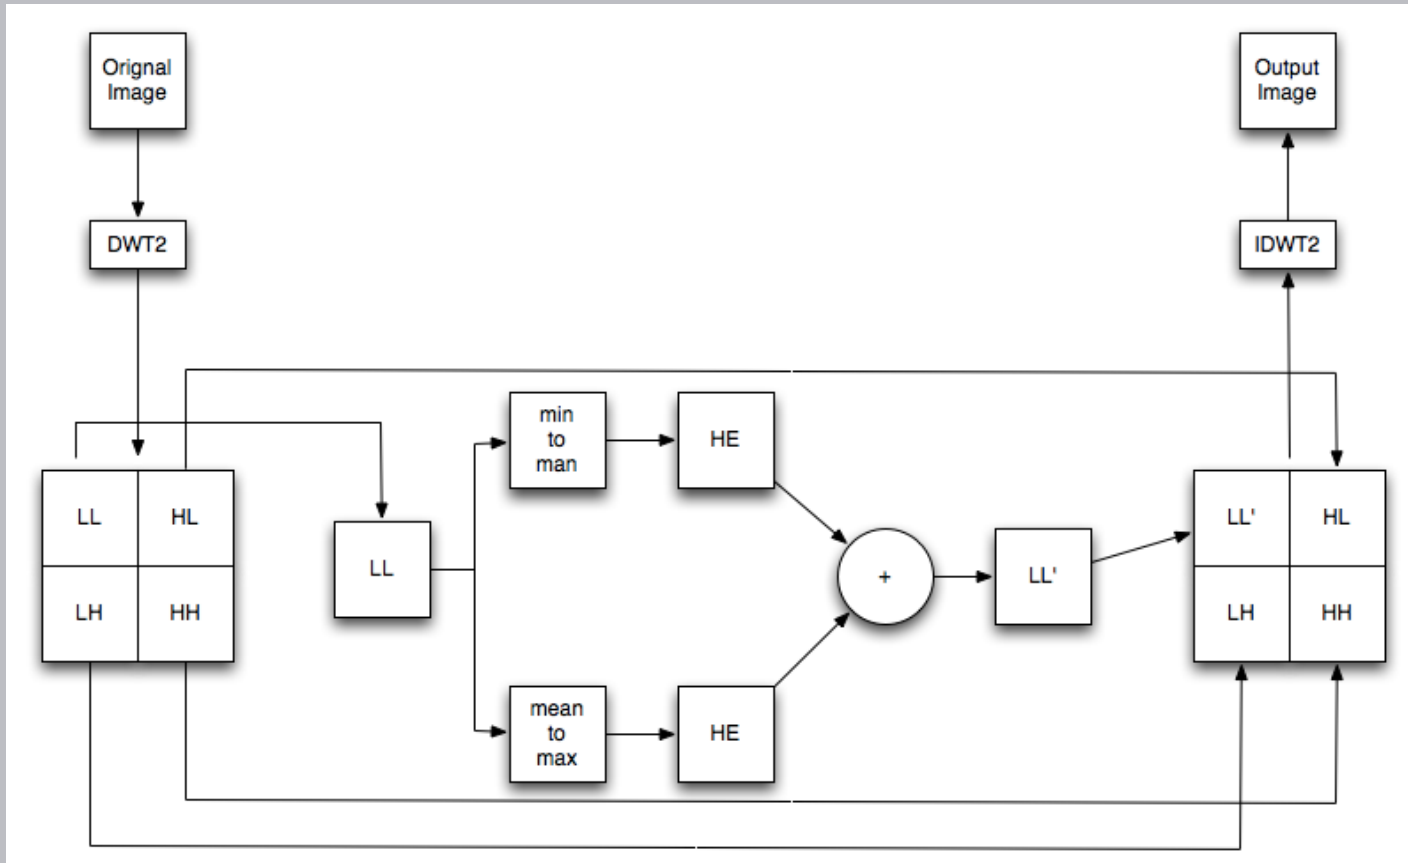 Orignal
Image
Output
Image
DWT2
IDWT2
LL
HL
LH
HH
LL
min
to
man
HE
mean
to
max
HE
+
LL'
LL'
HL
LH
HH